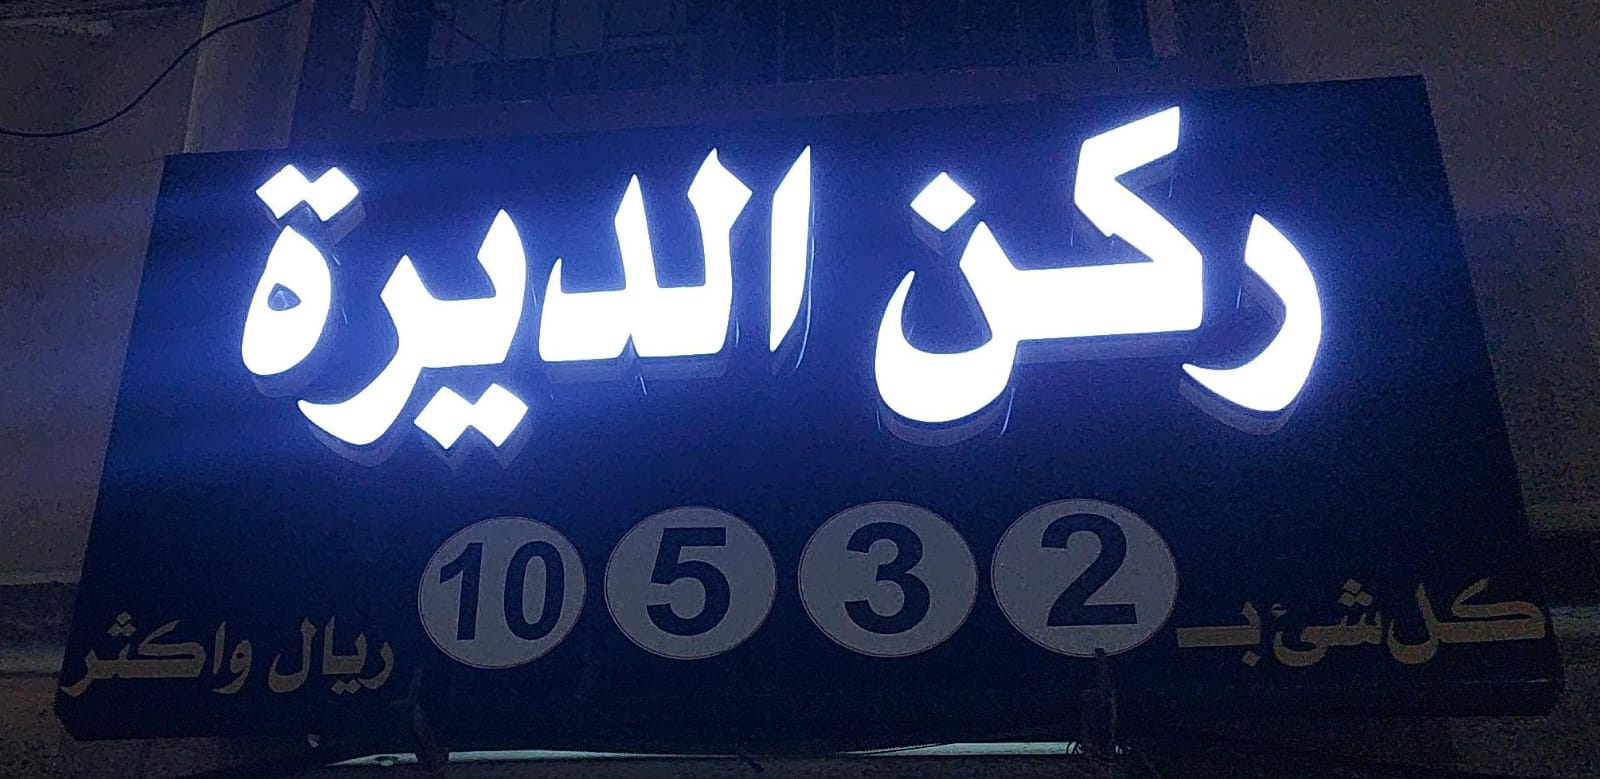 ركن الديرة
كل شئ بـ 2 3 5 10 ريال واكثر